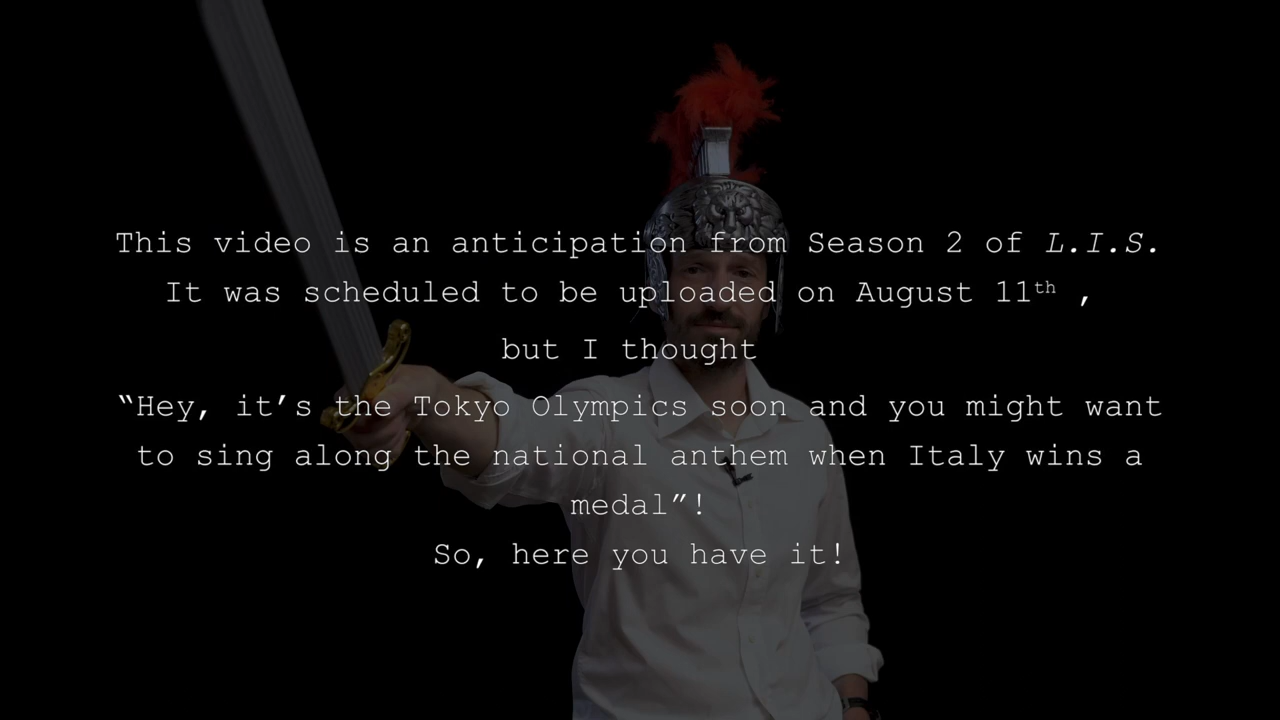 This video is an anticipation from Season 2 of L.I.S.
It was scheduled to be uploaded on August 11th ,
but I thought
“Hey, it’s the Tokyo Olympics soon and you might want
to sing along the national anthem when Italy wins a
medal”!
So, here you have it!